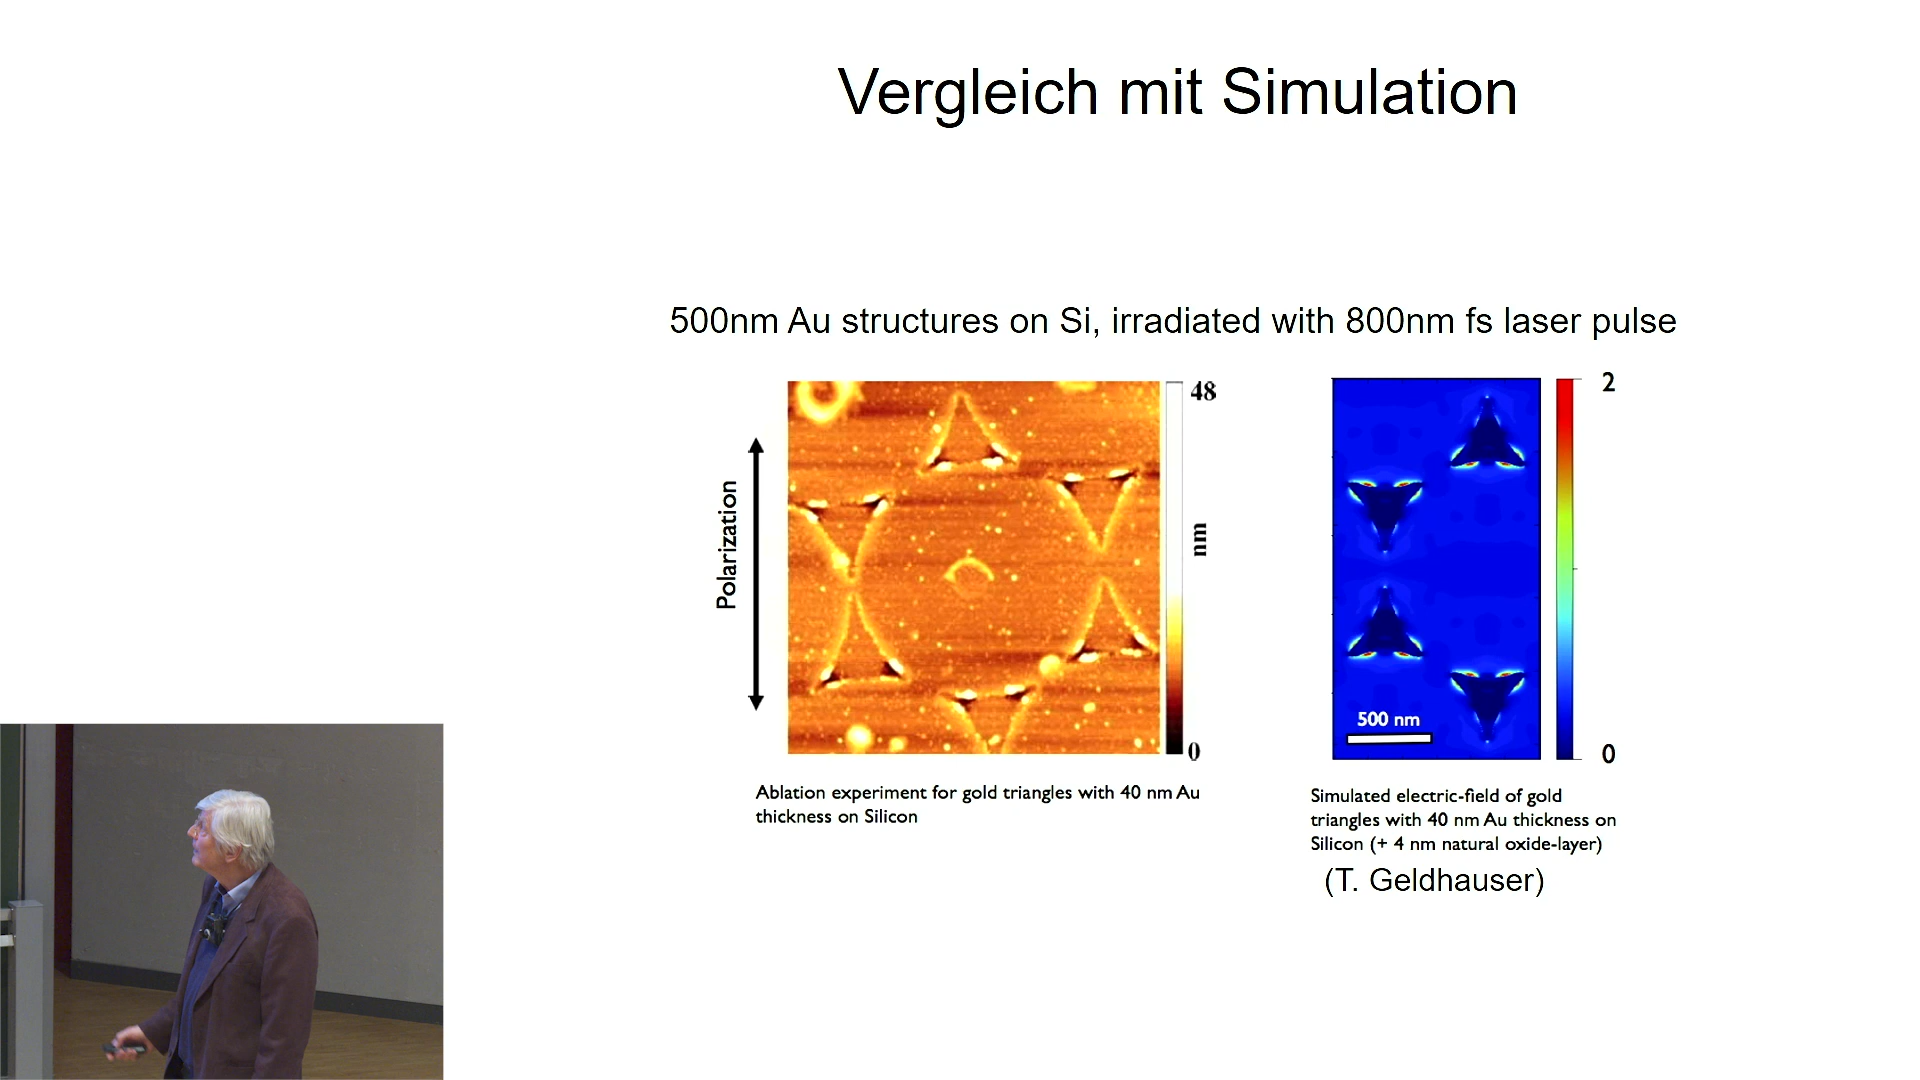 Vergleich mit Simulation
500nm Au structures on Si, irradiated with 800nm fs laser pulse
Polarization
48
nm
0
Ablation experiment for gold triangles with 40 nm Au
thickness on Silicon
500 nm
2
0
Simulated electric-field of gold
triangles with 40 nm Au thickness on
Silicon (+ 4 nm natural oxide-layer)
(T. Geldhauser)